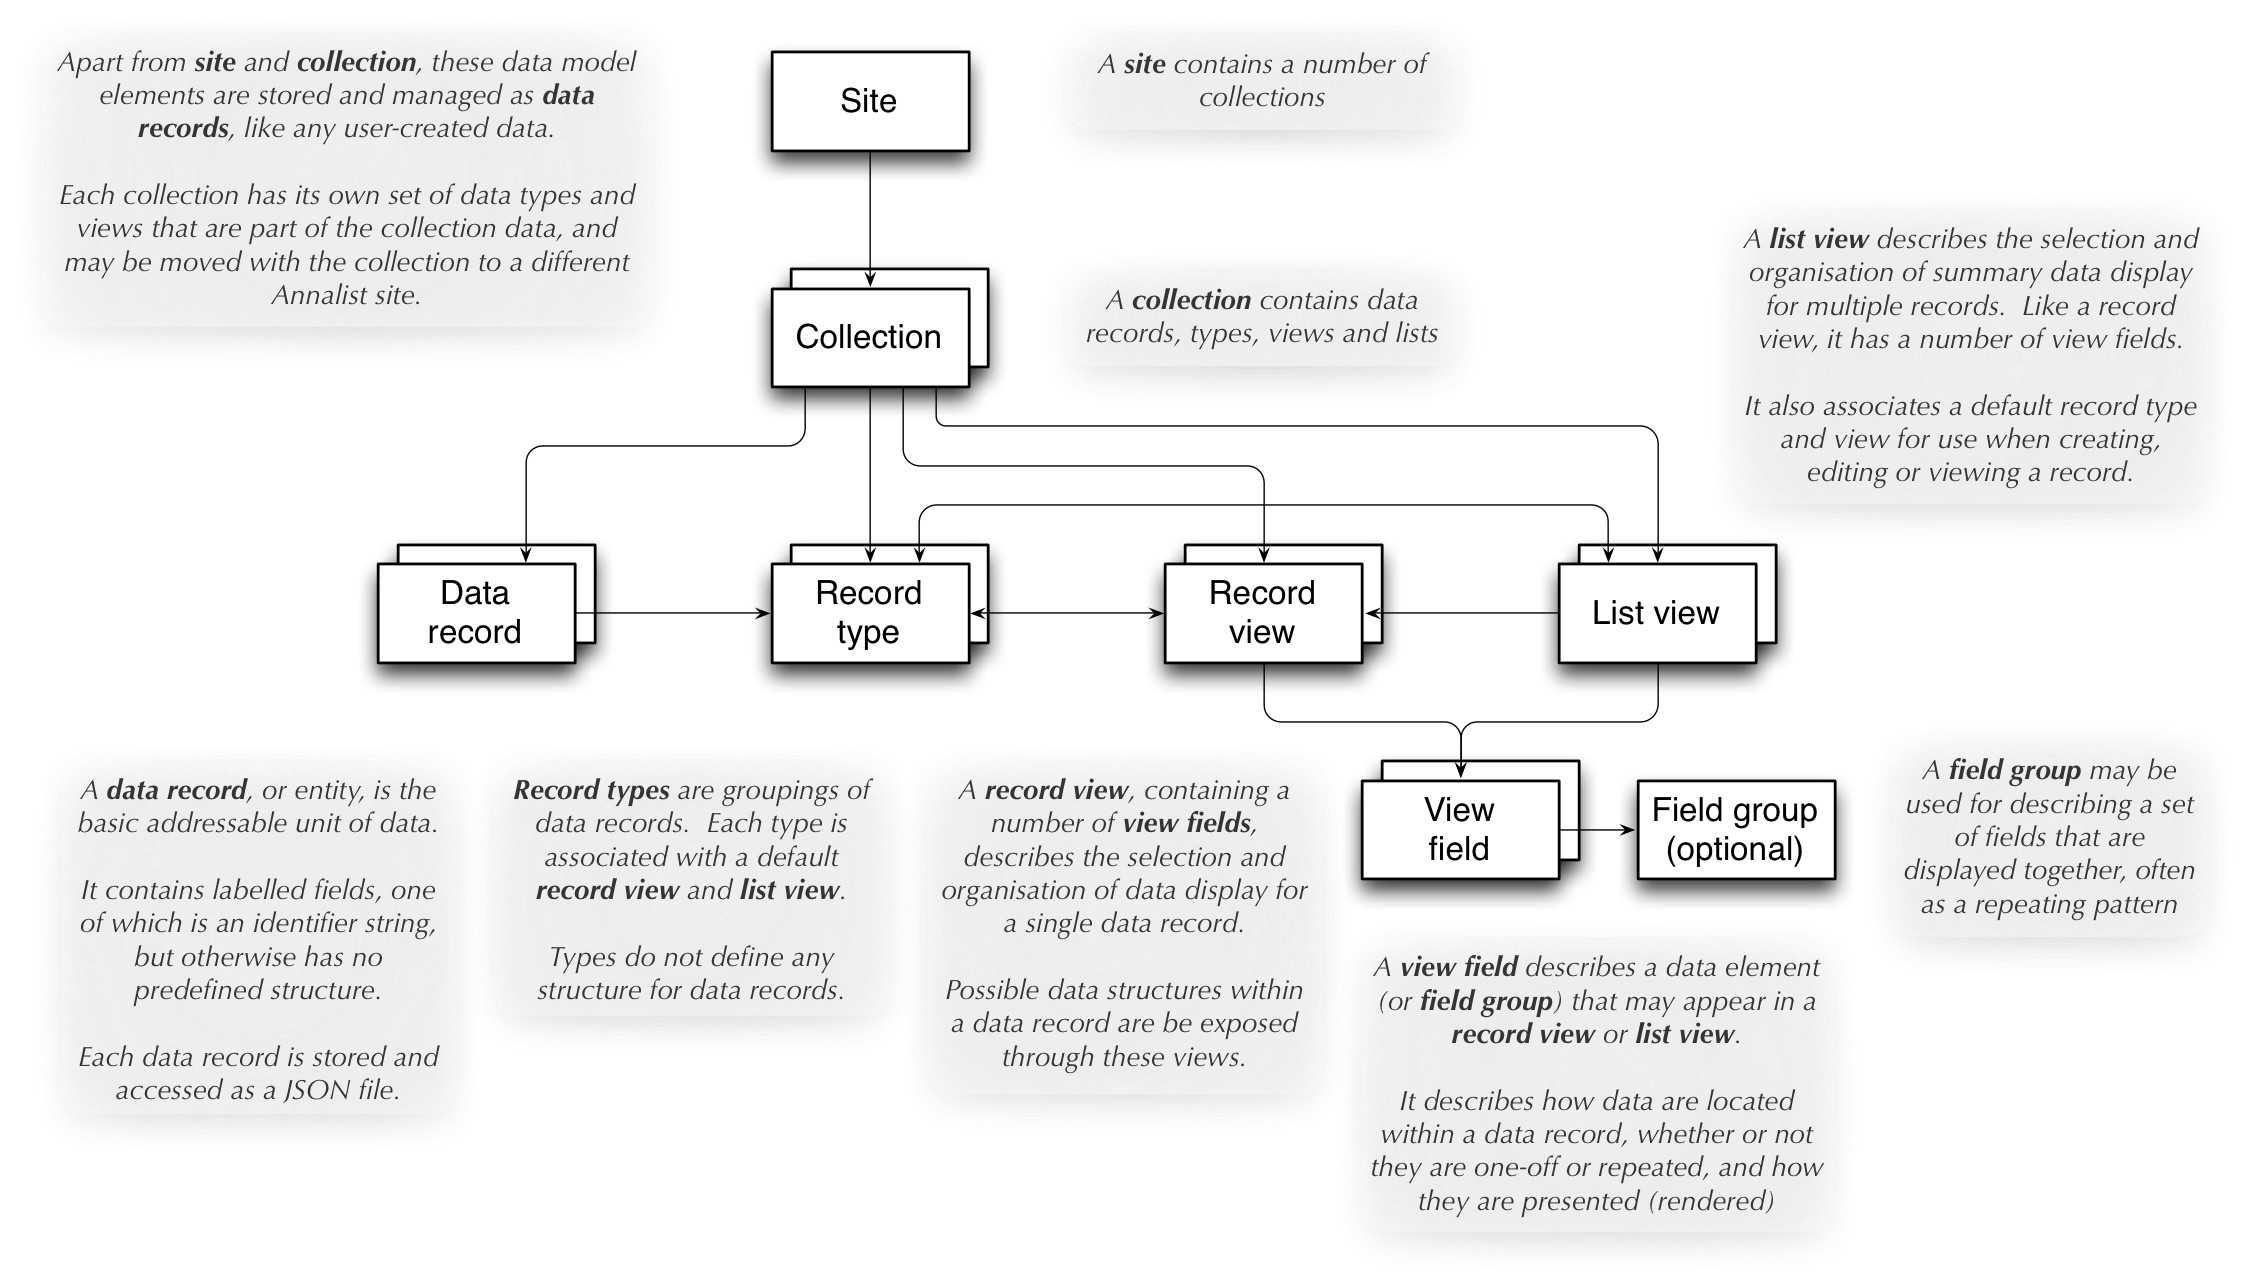 Apart from site and collection, these data model
elements are stored and managed as data
records, like any user-created data.
Each collection has its own set of data types and
views that are part of the collection data, and
may be moved with the collection to a different
Annalist site.
Site
A site contains a number of
collections
Collection
A collection contains data
records, types, views and lists
A list view describes the selection and
organisation of summary data display
for multiple records.  Like a record
view, it has a number of view fields.
It also associates a default record type
and view for use when creating,
editing or viewing a record.
Data
record
Record
type
Record
view
List view
View
field
Field group
(optional)
A data record, or entity, is the
basic addressable unit of data.
It contains labelled fields, one
of which is an identifier string,
but otherwise has no
predefined structure.
Each data record is stored and
accessed as a JSON file.
Record types are groupings of
data records.  Each type is
associated with a default
record view and list view.
Types do not define any
structure for data records.
A record view, containing a
number of view fields,
describes the selection and
organisation of data display for
a single data record.
Possible data structures within
a data record are be exposed
through these views.
A view field describes a data element
(or field group) that may appear in a
record view or list view.
It describes how data are located
within a data record, whether or not
they are one-off or repeated, and how
they are presented (rendered)
A field group may be
used for describing a set
of fields that are
displayed together, often
as a repeating pattern